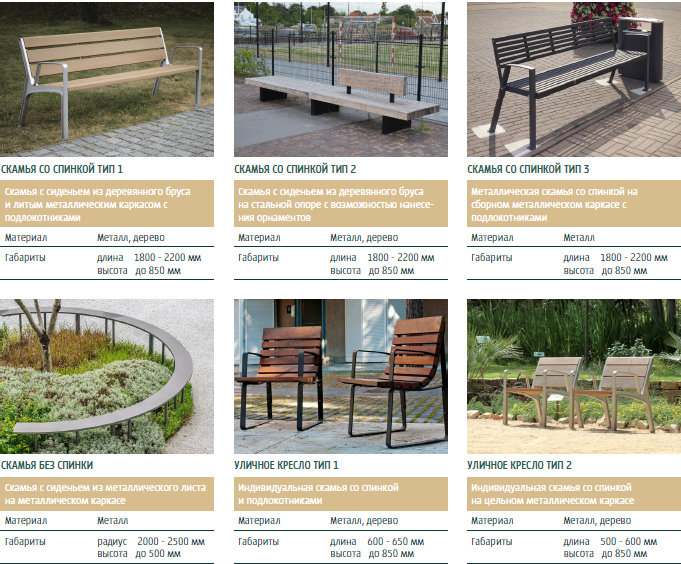 СКАМЬЯ СО СПИНКОЙ ТИП 1
Скамья с сиденьем из деревянного бруса
и литым металлическим каркасом с
подлокотниками
Материал Металл, дерево
Габариты длина 1800 - 2200 мм
высота до 850 мм
СКАМЬЯ СО СПИНКОЙ ТИП 2
Скамья с сиденьем из деревянного бруса
на стальной опоре с возможностью нанесе-
ния орнаментов
Материал Металл, дерево
Габариты длина 1800 - 2200 мм
высота до 850 мм
СКАМЬЯ СО СПИНКОЙ ТИП 3
Металлическая скамья со спинкой на
сборном металлическом каркасе с
подлокотниками
Материал Металл
Габариты длина 1800 - 2200 мм
высота до 850 мм
СКАМЬЯ БЕЗ СПИНКИ
Скамья с сиденьем из металлического листа
на металлическом каркасе
Материал Металл
Габариты радиус 2000 - 2500 мм
высота до 500 мм
УЛИЧНОЕ КРЕСЛО ТИП 1
Индивидуальная скамья со спинкой
и подлокотниками
Материал Металл, дерево
Габариты длина 600 - 650 мм
высота до 850 мм
УЛИЧНОЕ КРЕСЛО ТИП 2
Индивидуальная скамья со спинкой
на цельном металлическом каркасе
Материал Металл, дерево
Габариты длина 500 - 600 мм
высота до 850 мм